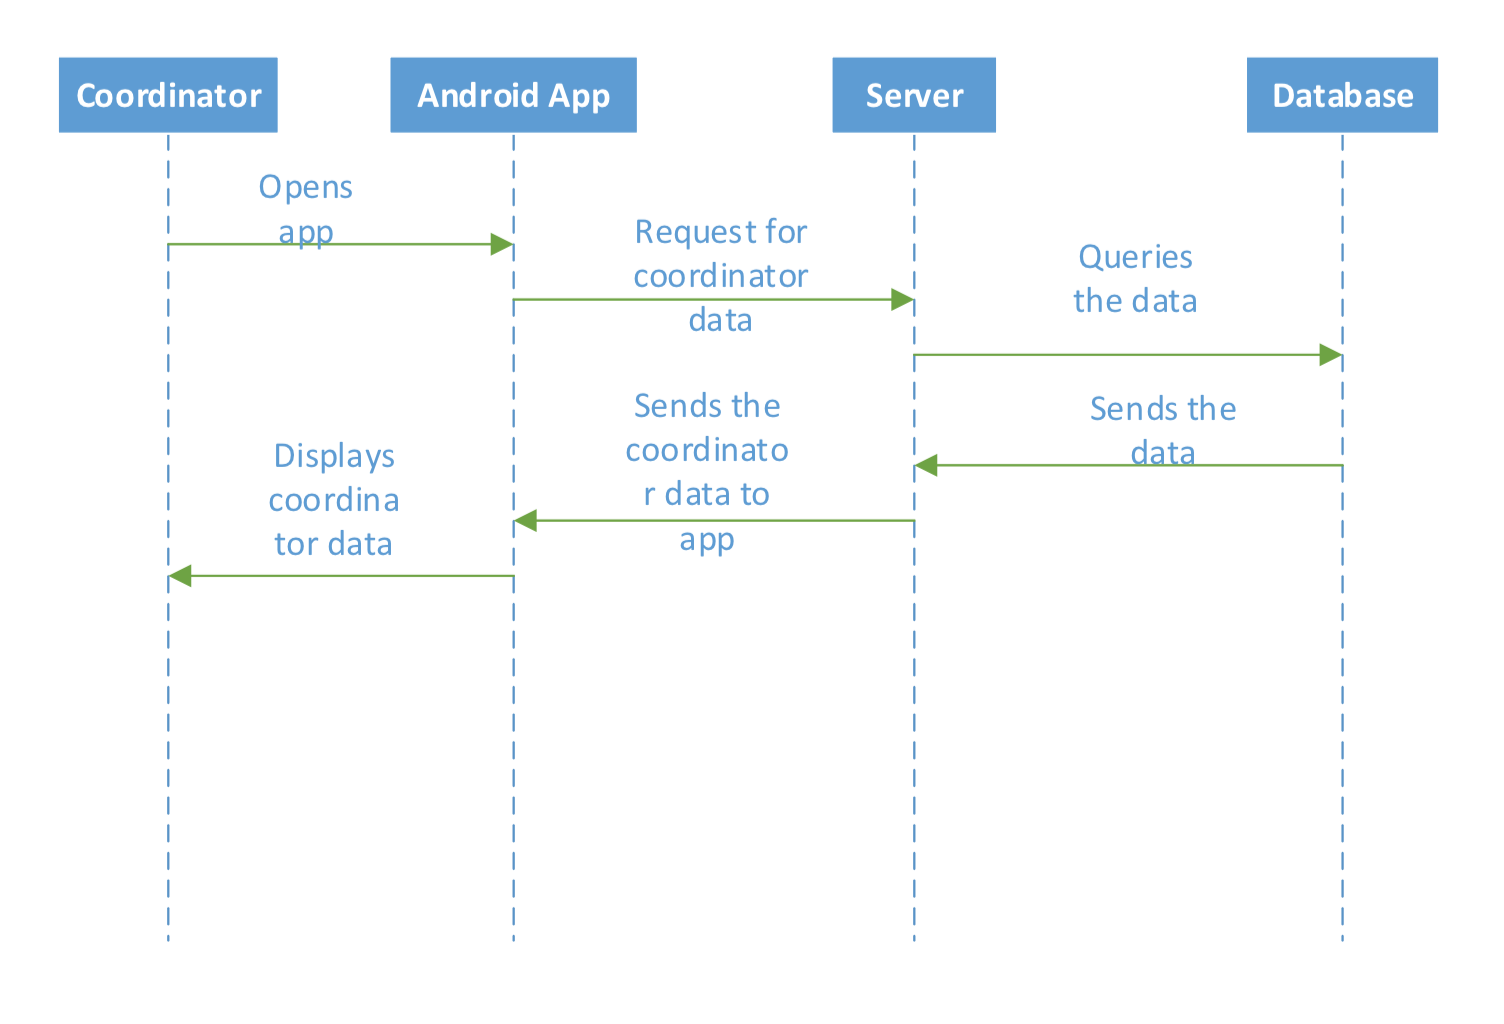 Coordinator
Android App
Server
Database
Opens
app
Request for
coordinator
data
Queries
the data
Sends the
data
Sends the
coordinato
r data to
app
Displays
coordina
tor data